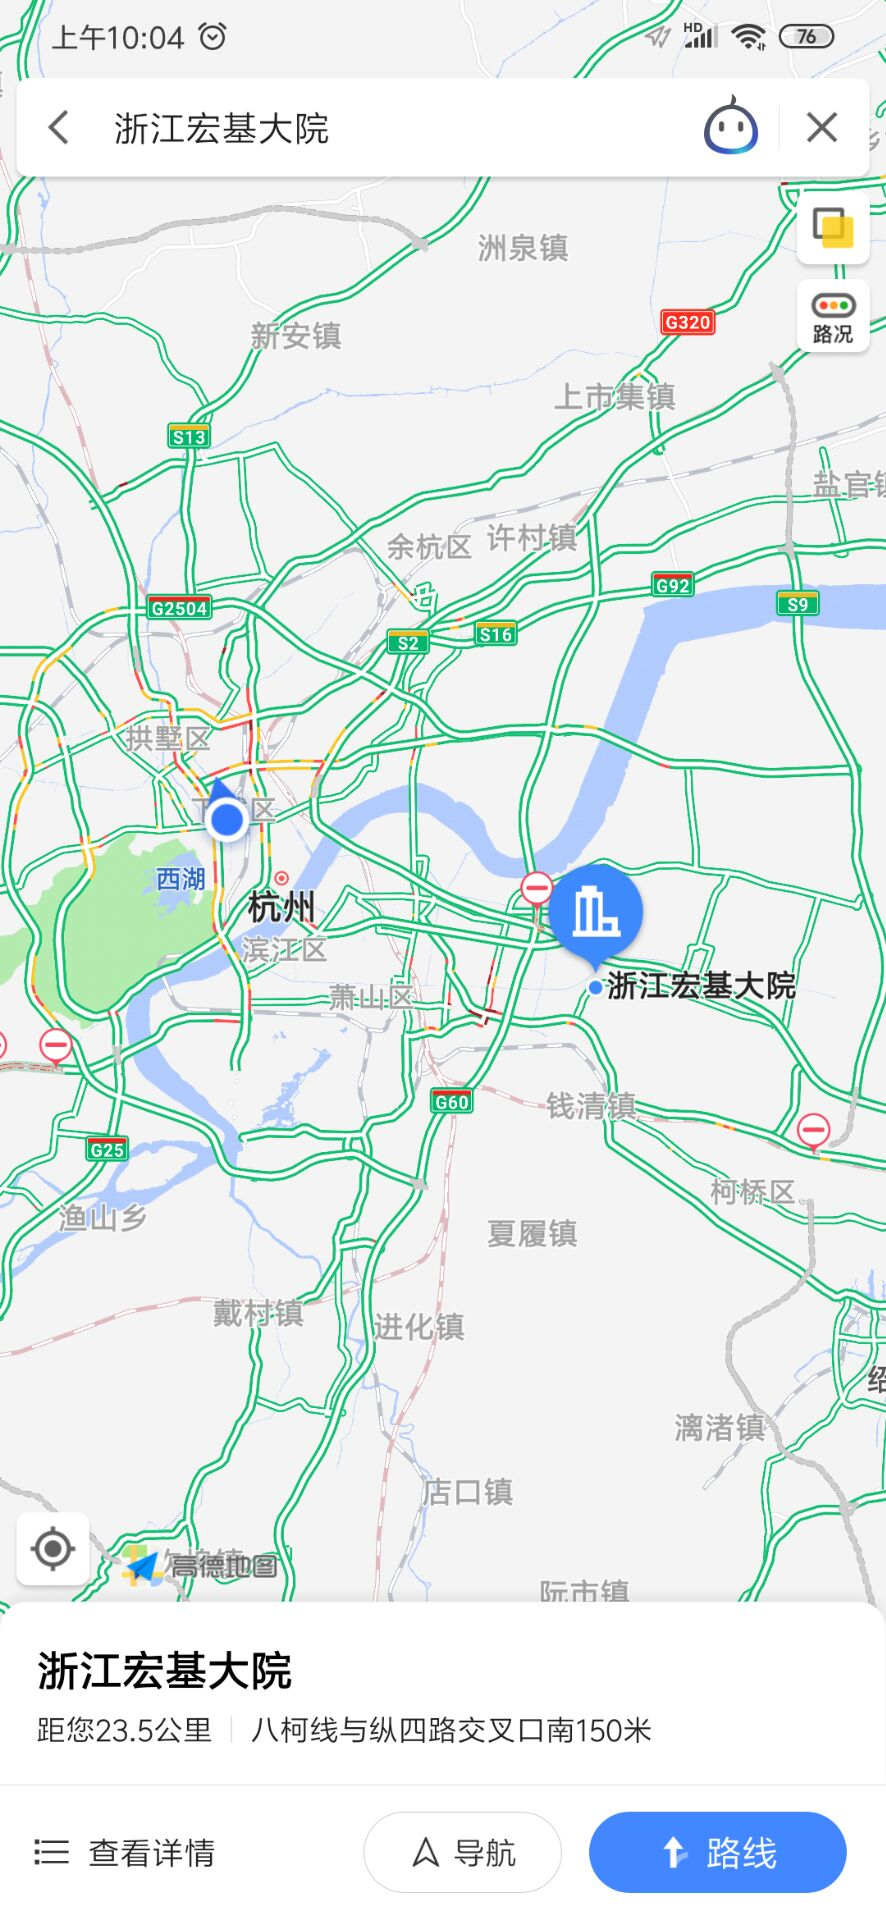 上午10:04
HD
76
浙江宏基大院
洲泉镇
G320
路况
新安镇
上市集镇
S13
盐官镇
余杭区
许村镇
G92
G2504
S9
S16
S2
拱墅区
区
西湖
杭州
滨江区
浙江宏基大院
萧山区
G60
钱清镇
G25
柯桥区
渔山乡
夏履镇
戴村镇
进化镇
漓渚镇
店口镇
高德地图
阮市镇
浙江宏基大院
距您23.5公里
八柯线与纵四路交叉口南150米
查看详情
导航
路线